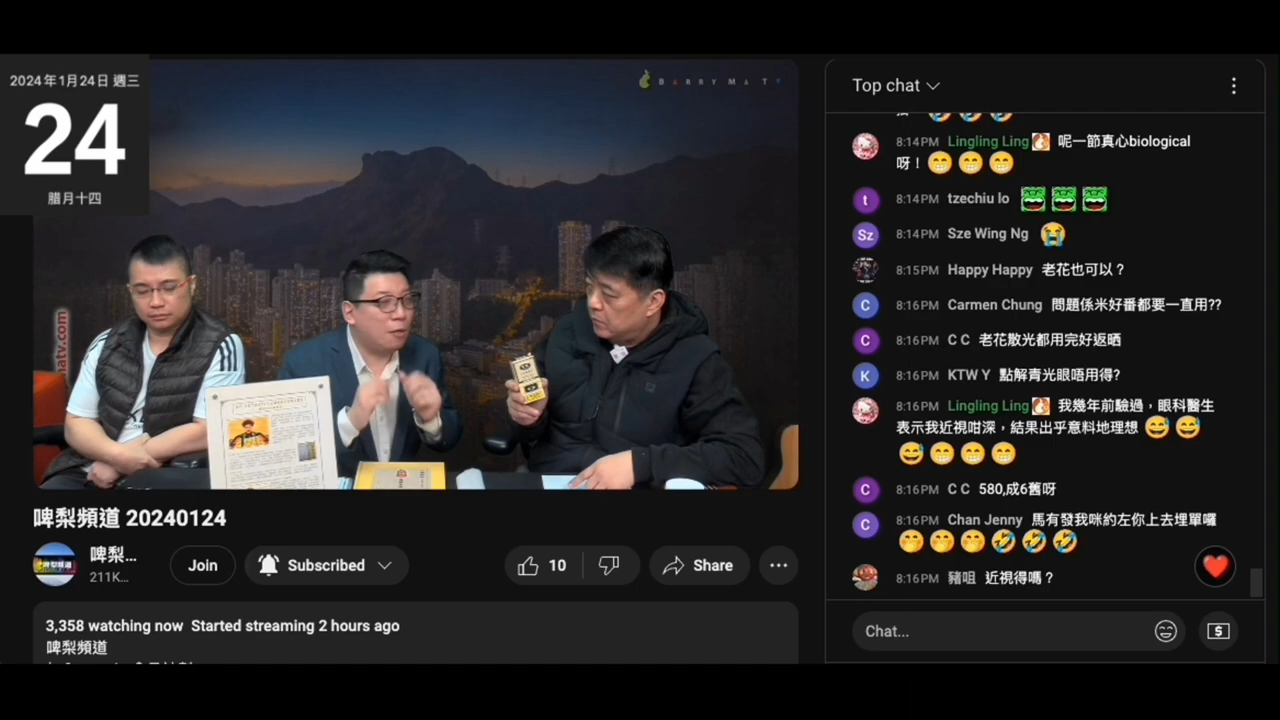 2024年1月24日 週三
24
臘月十四
BARRY MA TV
啤梨頻道 20240124
啤梨...
211K...
Join
Subscribed
10
Share
3,358 watching now Started streaming 2 hours ago
啤梨頻道
Top chat
8:14PM Lingling Ling 呢一節真心biological
呀！
8:14PM tzechiu lo
8:14PM Sze Wing Ng
8:15PM Happy Happy 老花也可以？
8:16PM Carmen Chung 問題係米好番都要一直用??
8:16PM C C 老花散光都用完好返晒
8:16PM KTW Y 點解青光眼唔用得?
8:16PM Lingling Ling 我幾年前驗過，眼科醫生
表示我近視咁深，結果出乎意料地理想
8:16PM C C 580,成6舊呀
8:16PM Chan Jenny 馬有發我咪約左你上去埋單囉
8:16PM 豬咀 近視得嗎？
Chat...